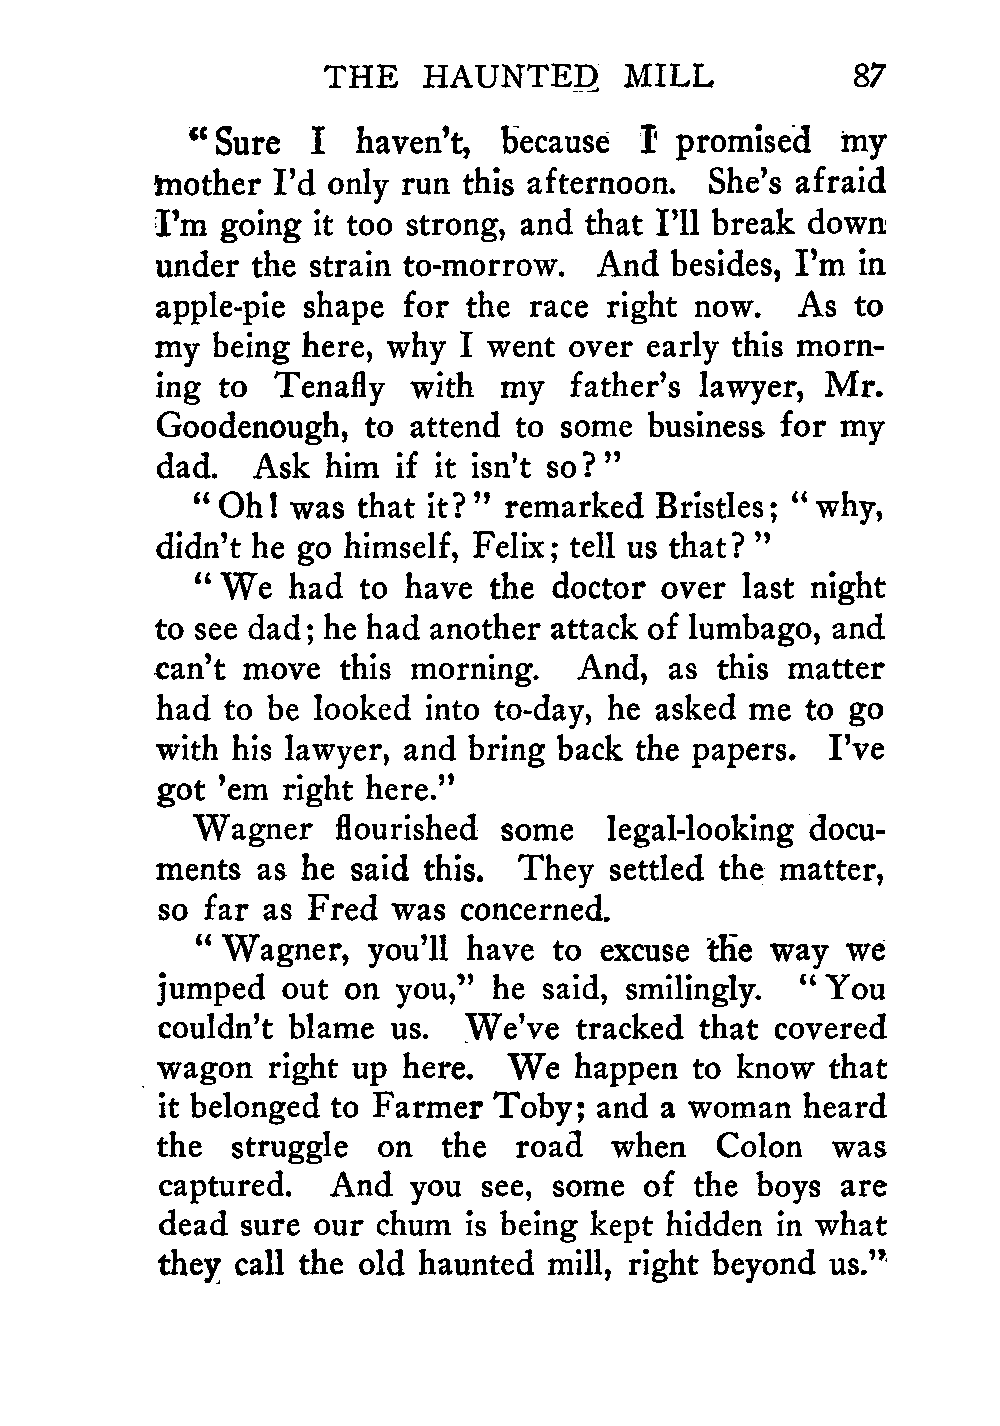 THE HAUNTED MILL 87
“Sure I haven't, because I promised my
mother I'd only run this afternoon. She's afraid
I'm going it too strong, and that I'll break down
under the strain to-morrow. And besides, I'm in
apple-pie shape for the race right now. As to
my being here, why I went over early this morn-
ing to Tenafly with my father's lawyer, Mr.
Goodenough, to attend to some business for my
dad. Ask him if it isn't so?”
“Oh! was that it?” remarked Bristles; “why,
didn't he go himself, Felix; tell us that?”
“We had to have the doctor over last night
to see dad; he had another attack of lumbago, and
can't move this morning. And, as this matter
had to be looked into to-day, he asked me to go
with his lawyer, and bring back the papers. I've
got 'em right here.”
Wagner flourished some legal-looking docu-
ments as he said this. They settled the matter,
so far as Fred was concerned.
“Wagner, you'll have to excuse the way we
jumped out on you,” he said, smilingly. “You
couldn't blame us. We've tracked that covered
wagon right up here. We happen to know that
it belonged to Farmer Toby; and a woman heard
the struggle on the road when Colon was
captured. And you see, some of the boys are
dead sure our chum is being kept hidden in what
they call the old haunted mill, right beyond us.”